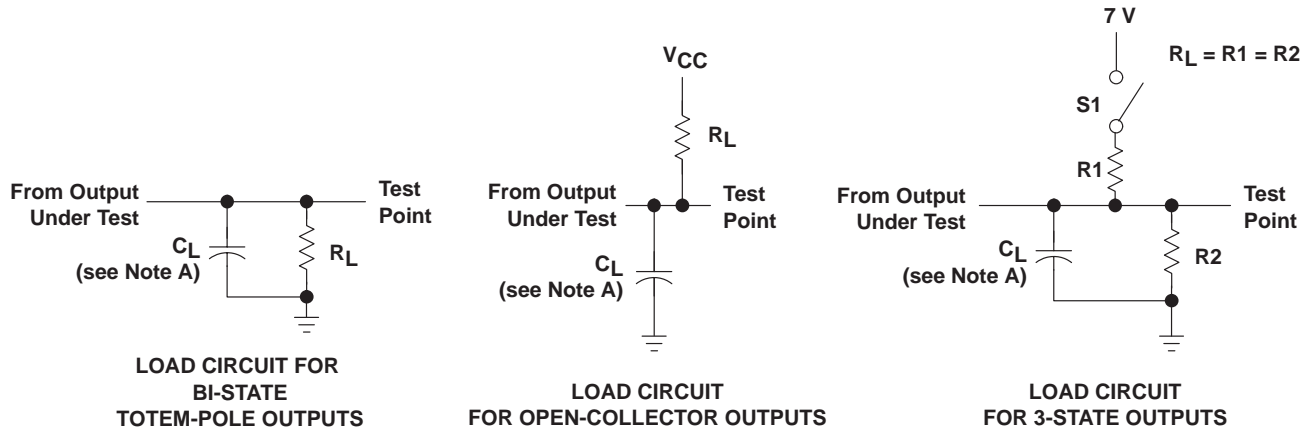 From Output
Under Test
Test
Point
CL
(see Note A)
RL
LOAD CIRCUIT FOR
BI-STATE
TOTEM-POLE OUTPUTS
VCC
RL
From Output
Under Test
Test
Point
CL
(see Note A)
LOAD CIRCUIT
FOR OPEN-COLLECTOR OUTPUTS
7 V
RL = R1 = R2
S1
R1
From Output
Under Test
Test
Point
CL
(see Note A)
R2
LOAD CIRCUIT
FOR 3-STATE OUTPUTS